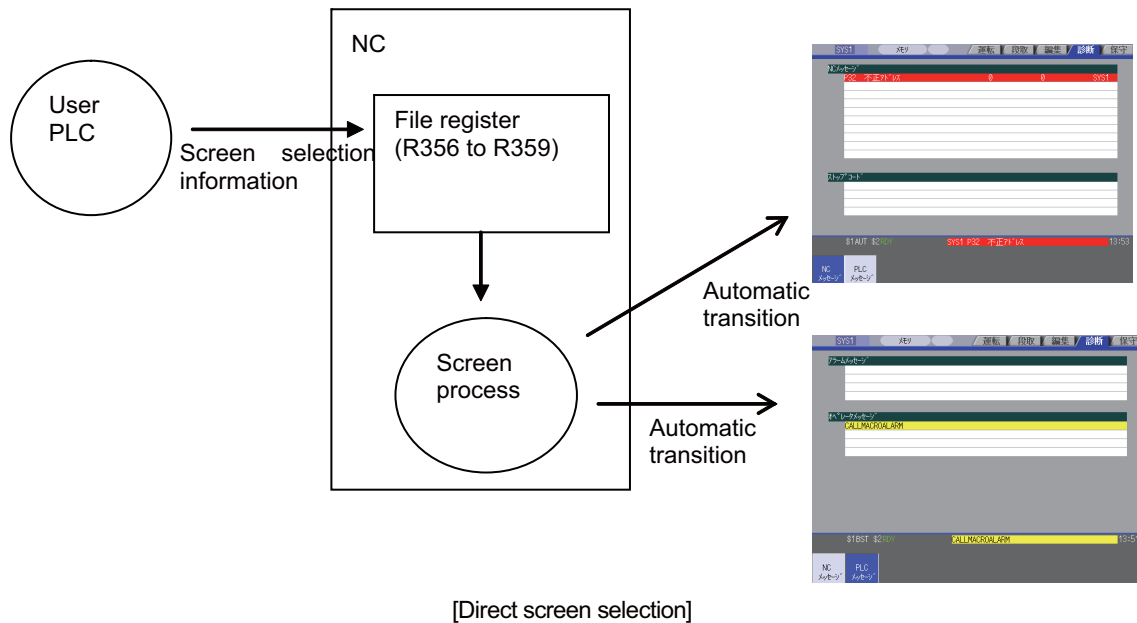 User
PLC
Screen selection
information
NC
File register
(R356 to R359)
Screen
process
Automatic
transition
Automatic
transition
SYS1 メモリ 運転 段取 編集 診断 保守
NCメッセージ
P32 不正アドレス 0 0 SYS1
ストップコード
$1AUT $2RDY SYS1 P32 不正アドレス 13:53
NC
メッセージ
PLC
メッセージ
SYS1 メモリ 運転 段取 編集 診断 保守
アラームメッセージ
オペレータメッセージ
CALLMACROALARM
$1BST $2RDY CALLMACROALARM
NC
メッセージ
PLC
メッセージ
[Direct screen selection]